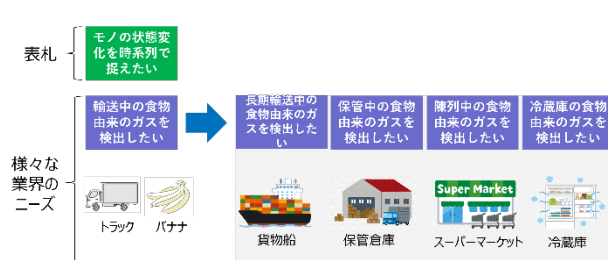 表札
モノの状態変
化を時系列で
捉えたい
様々な
業界の
ニーズ
輸送中の食物
由来のガスを
検出したい
長期輸送中の
食物由来のガ
スを検出した
い
保管中の食物
由来のガスを
検出したい
陳列中の食物
由来のガスを
検出したい
冷蔵庫の食物
由来のガスを
検出したい
トラック
バナナ
貨物船
保管倉庫
Super Market
スーパーマーケット
冷蔵庫